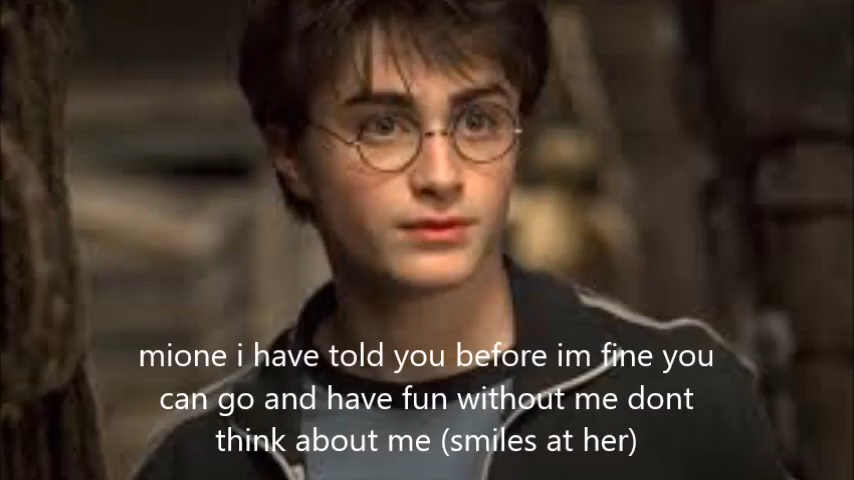 mione i have told you before im fine you
can go and have fun without me dont
think about me (smiles at her)